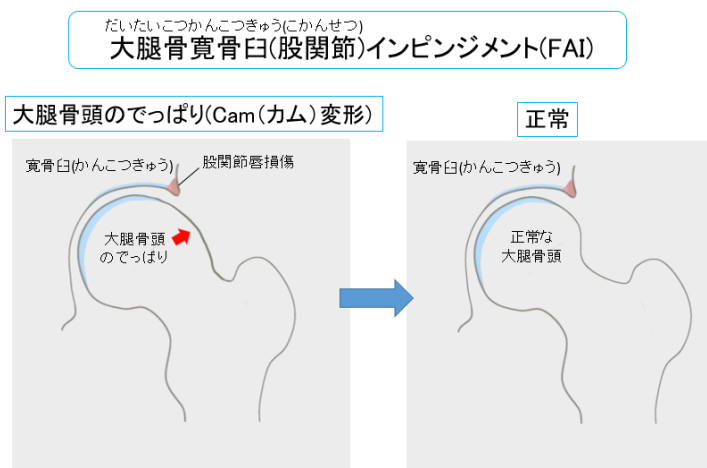 だいたいこつかんこつきゅう(こかんせつ)
大腿骨寛骨臼(股関節)インピンジメント(FAI)
大腿骨頭のでっぱり(Cam(カム)変形)
正常
寛骨臼(かんこつきゅう)
股関節唇損傷
大腿骨頭
のでっぱり
寛骨臼(かんこつきゅう)
正常な
大腿骨頭